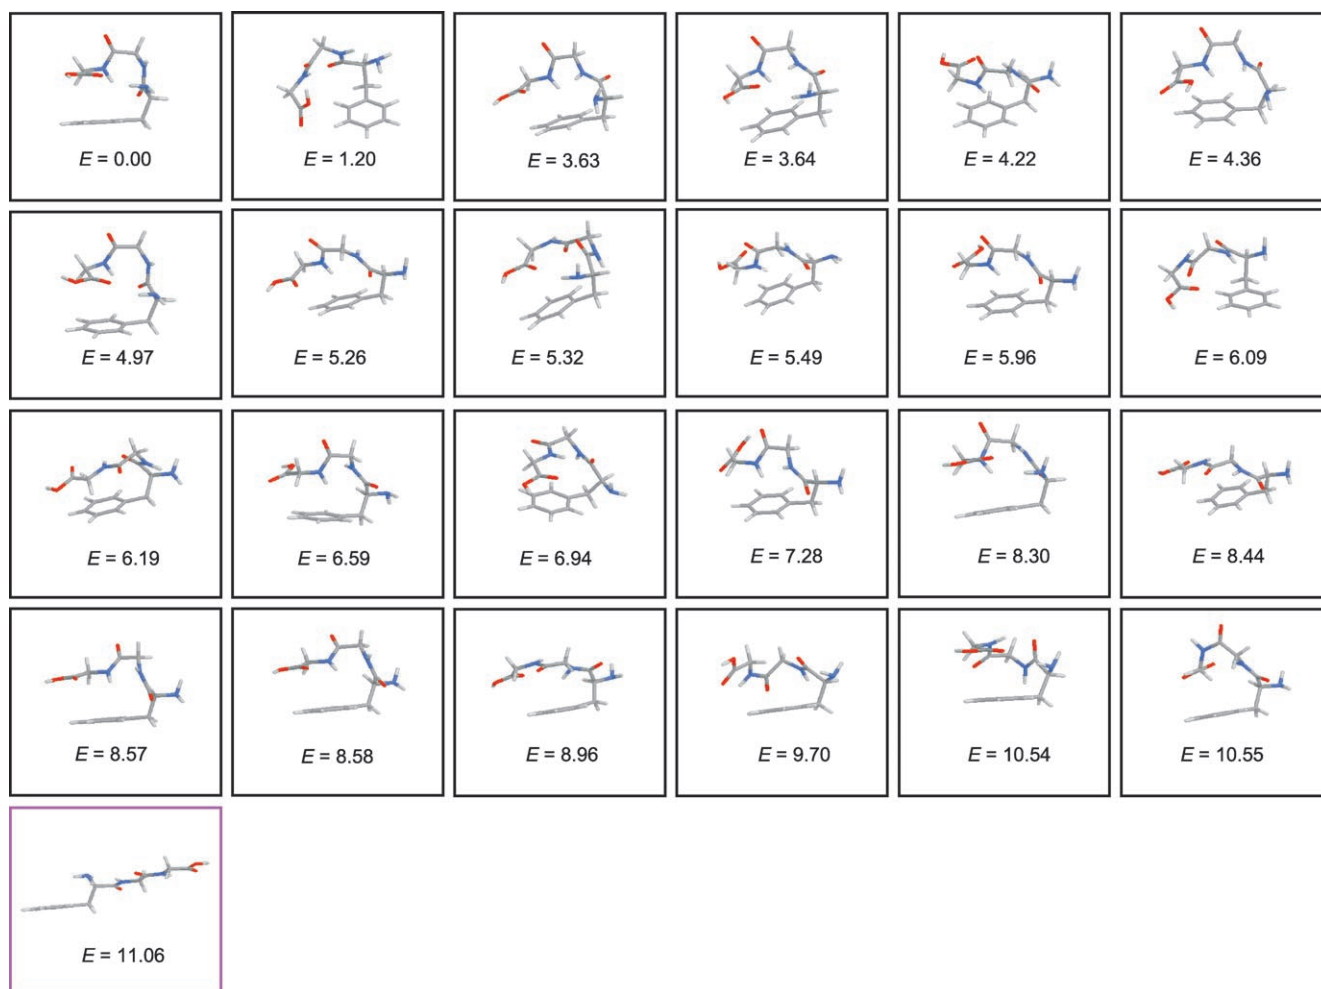 E = 0.00
E = 1.20
E = 3.63
E = 3.64
E = 4.22
E = 4.36
E = 4.97
E = 5.26
E = 5.32
E = 5.49
E = 5.96
E = 6.09
E = 6.19
E = 6.59
E = 6.94
E = 7.28
E = 8.30
E = 8.44
E = 8.57
E = 8.58
E = 8.96
E = 9.70
E = 10.54
E = 10.55
E = 11.06